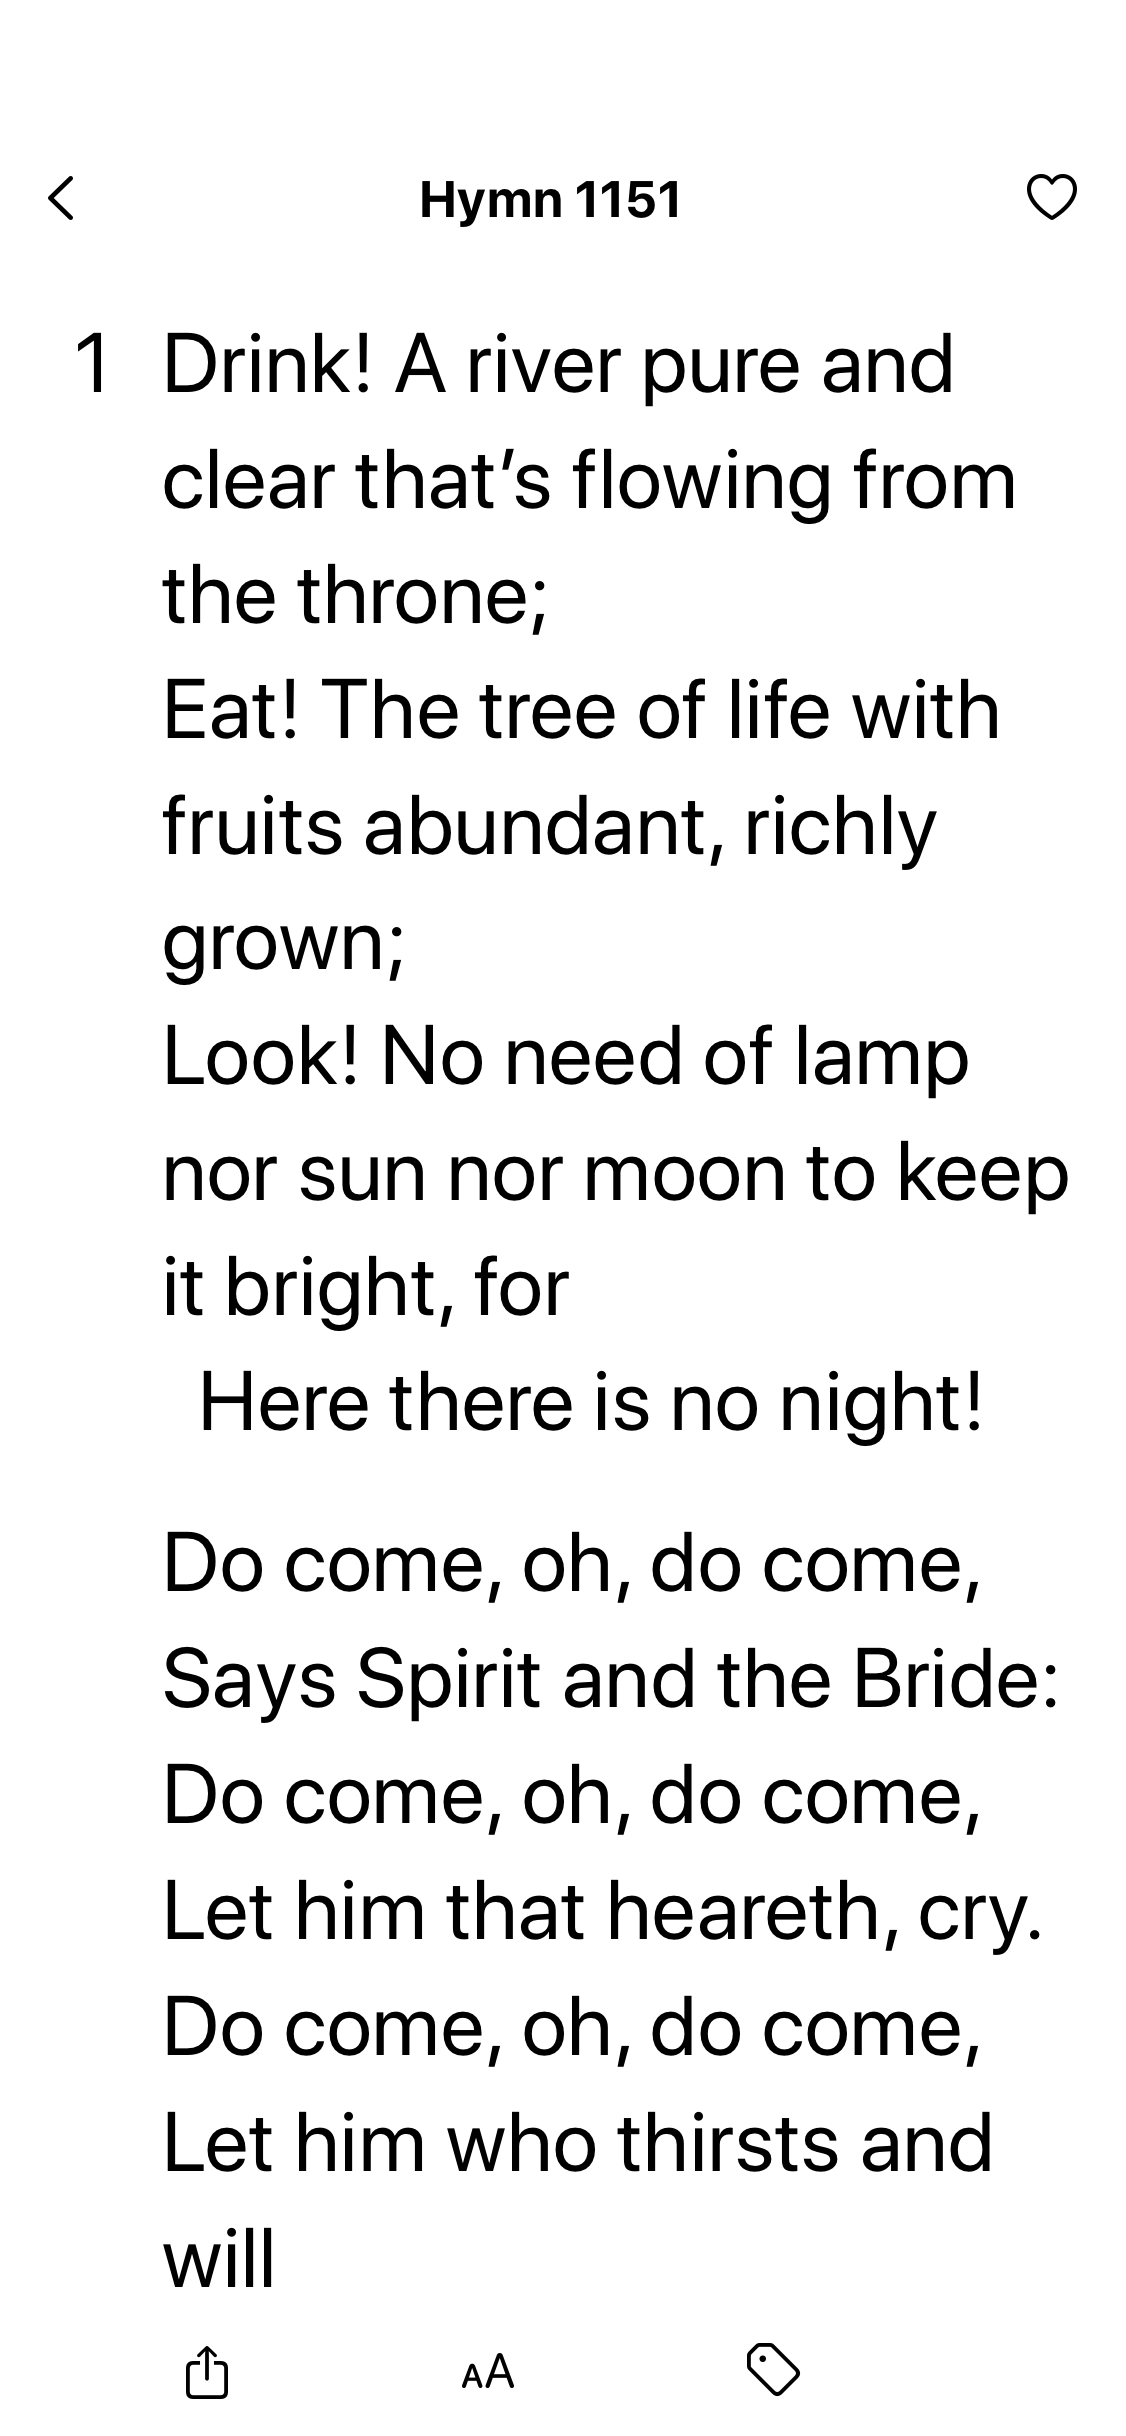 Hymn 1151
1 Drink! A river pure and
clear that’s flowing from
the throne;
Eat! The tree of life with
fruits abundant, richly
grown;
Look! No need of lamp
nor sun nor moon to keep
it bright, for
Here there is no night!
Do come, oh, do come,
Says Spirit and the Bride:
Do come, oh, do come,
Let him that heareth, cry.
Do come, oh, do come,
Let him who thirsts and
will
AA